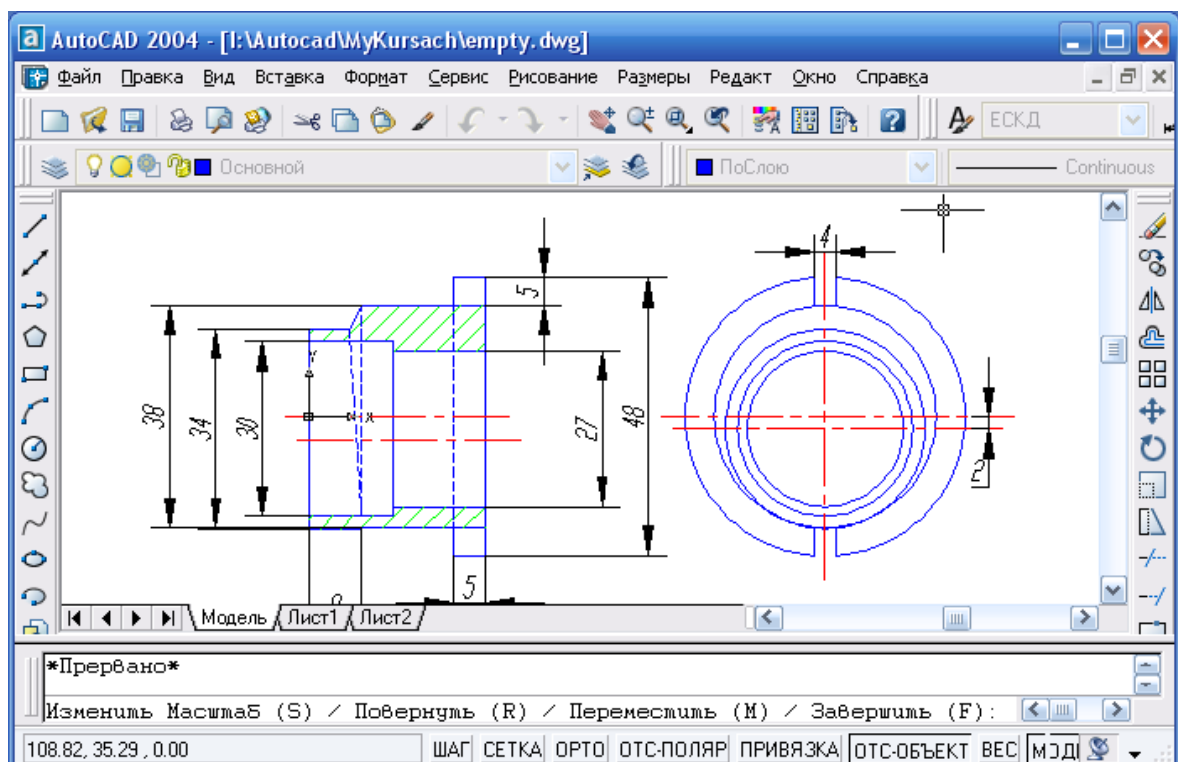 AutoCAD 2004 - [I:\Autocad\MyKursach\empty.dwg]
Файл Правка Вид Вставка Формат Сервис Рисование Размеры Редакт Окно Справка
ЕСКД
Основной ПоСлою Continuous
4
5
38 34 30 Y X 27 48 2
5
Модель Лист1 Лист2
*Прервано*
Изменить Масштаб (S) / Повернуть (R) / Переместить (M) / Завершить (F):
108.82, 35.29 , 0.00 ШАГ СЕТКА ОРТО ОТС-ПОЛЯР ПРИВЯЗКА ОТС-ОБЪЕКТ ВЕС